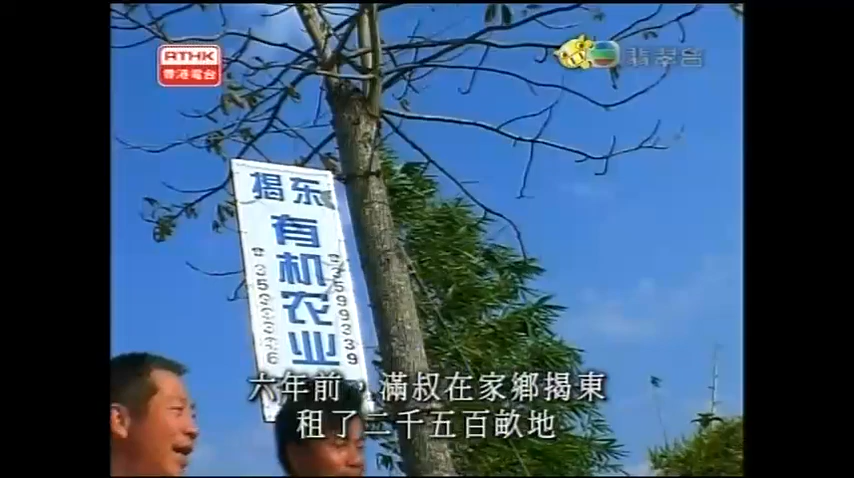 RTHK
香港電台
翡翠台
揭东
有机农业
六年前，滿叔在家鄉揭東
租了二千五百畝地